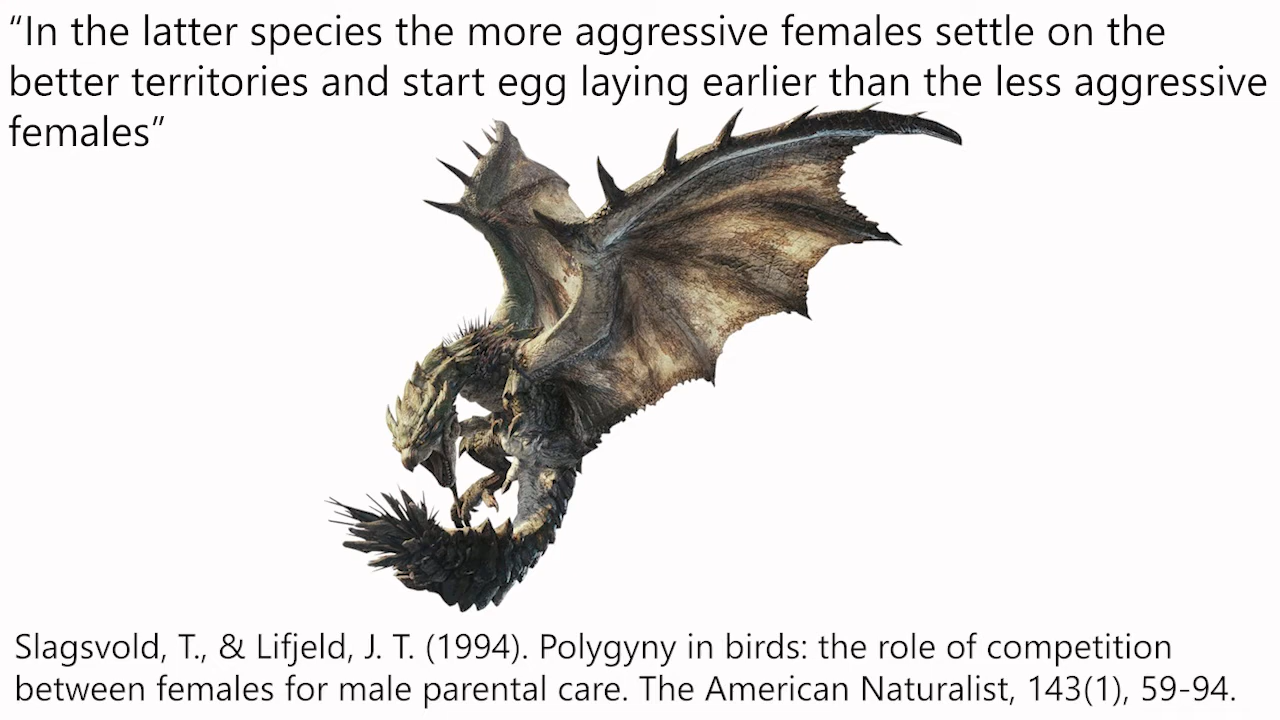 “In the latter species the more aggressive females settle on the
better territories and start egg laying earlier than the less aggressive
females”
Slagsvold, T., & Lifjeld, J. T. (1994). Polygyny in birds: the role of competition
between females for male parental care. The American Naturalist, 143(1), 59-94.